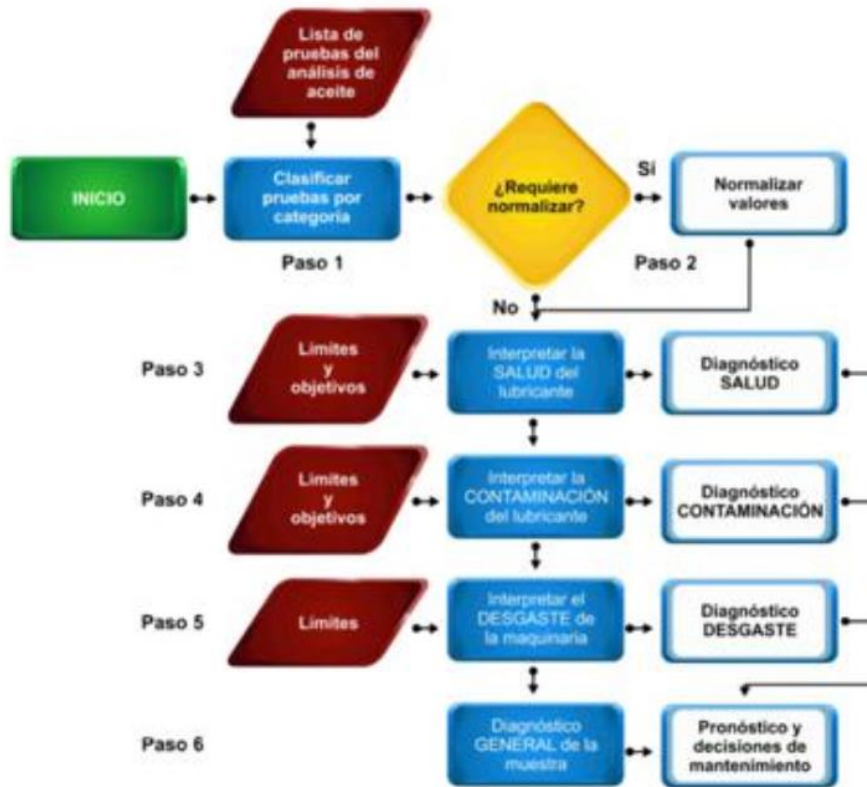 Lista de
pruebas del
análisis de
aceite
INICIO
Clasificar
pruebas por
categoría
¿Requiere
normalizar?
Sí
Normalizar
valores
Paso 1
Paso 2
No
Paso 3
Limites
y
objetivos
Interpretar la
SALUD del
lubricante
Diagnóstico
SALUD
Paso 4
Limites
y
objetivos
Interpretar la
CONTAMINACIÓN
del lubricante
Diagnóstico
CONTAMINACIÓN
Paso 5
Limites
Interpretar el
DESGASTE de
la maquinaria
Diagnóstico
DESGASTE
Paso 6
Diagnóstico
GENERAL de la
muestra
Pronóstico y
decisiones de
mantenimiento